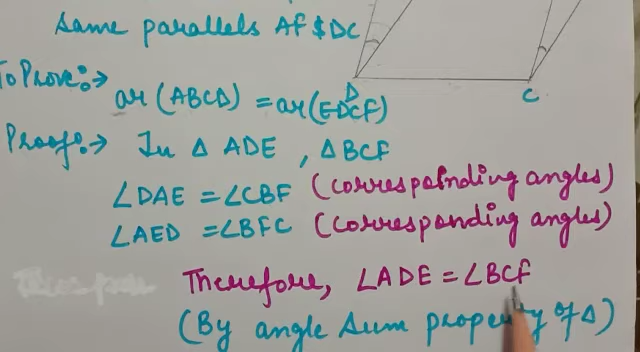 Same parallels AF $ DC
To Prove:→
ar (ABCD) = ar (EDCF)
Proof:→ In Δ ADE , Δ BCF
∠DAE = ∠CBF (corresponding angles)
∠AED = ∠BFC (corresponding angles)
Therefore, ∠ADE = ∠BCF
(By angle sum property of Δ)
D
C